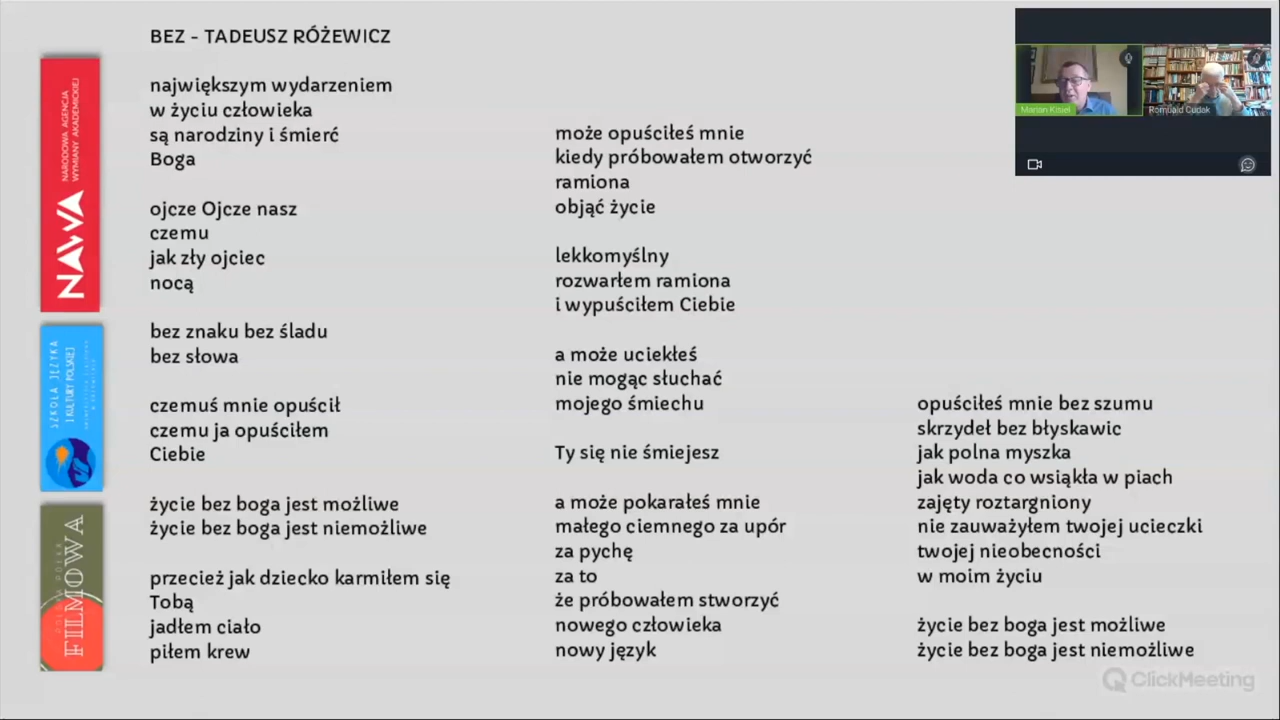 BEZ - TADEUSZ RÓŻEWICZ
największym wydarzeniem
w życiu człowieka
są narodziny i śmierć
Boga
ojcze Ojcze nasz
czemu
jak zły ojciec
nocą
bez znaku bez śladu
bez słowa
czemuś mnie opuścił
czemu ja opuściłem
Ciebie
życie bez boga jest możliwe
życie bez boga jest niemożliwe
przecież jak dziecko karmiłem się
Tobą
jadłem ciało
piłem krew
może opuściłeś mnie
kiedy próbowałem otworzyć
ramiona
objąć życie
lekkomyślny
rozwarłem ramiona
i wypuściłem Ciebie
a może uciekłeś
nie mogąc słuchać
mojego śmiechu
Ty się nie śmiejesz
a może pokarałeś mnie
małego ciemnego za upór
za pychę
za to
że próbowałem stworzyć
nowego człowieka
nowy język
opuściłeś mnie bez szumu
skrzydeł bez błyskawic
jak polna myszka
jak woda co wsiąkła w piach
zajęty roztargniony
nie zauważyłem twojej ucieczki
twojej nieobecności
w moim życiu
życie bez boga jest możliwe
życie bez boga jest niemożliwe
NAWA
NARODOWA AGENCJA
WYMIANY AKADEMICKIEJ
SZKOŁA JĘZYKA
I KULTURY POLSKIEJ
FILMOWA
Marian Kisiel
Romuald Cudak
ClickMeeting